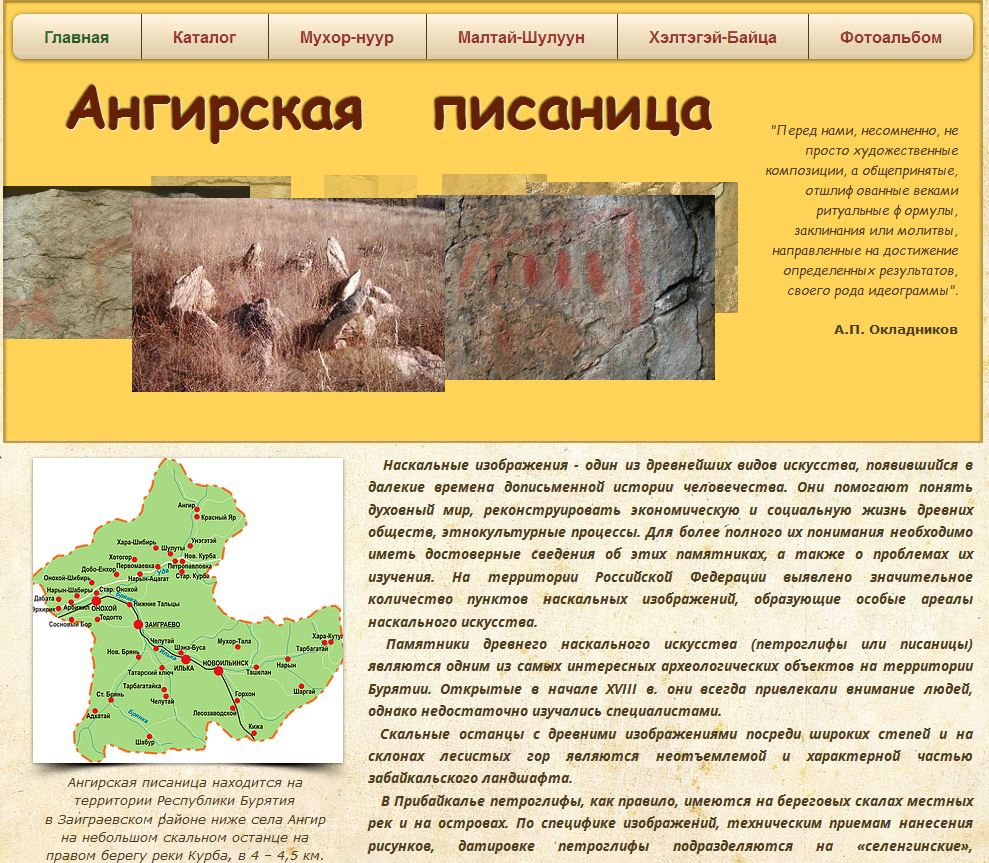 Главная Каталог Мухор-нуур Малтай-Шулуун Хэлтэгэй-Байца Фотоальбом
Ангирская писаница
"Перед нами, несомненно, не
просто художественные
композиции, а общепринятые,
отшлиф ованные веками
ритуальные ф ормулы,
заклинания или молитвы,
направленные на достижение
определенных результатов,
своего рода идеограммы".
А.П. Окладников
Ангир
Красный Яр
Хара-Шибирь
Шулуты
Унэгэтэй
Хотогор
Нов. Курба
Первомаевка
Петропавловка
Добо-Енхор
Уда
Нарын-Ацагат
Стар. Курба
Онохой-Шибирь
Нарын-Шабиры
Стар. Онохой
Дабата
Эрхирик
Арбижил
ОНОХОЙ
Брянка
Нижние Тальцы
Сосновый Бор
Тодогто
ЗАИГРАЕВО
Челутай
Шэнэ-Буса
Мухор-Тала
Хара-Кутул
Тарбагатай
Нов. Брянь
Илька
ИЛЬКА
НОВОИЛЬИНСК
Нарын
Татарский ключ
Ташелан
Тарбагатайка
Шаргай
Ст. Брянь
Челутай
Горхон
Адхатай
Брянка
Лесозаводской
Кижа
Шабур
Ангирская писаница находится на
территории Республики Бурятия
в Заиграевском районе ниже села Ангир
на небольшом скальном останце на
правом берегу реки Курба, в 4 – 4,5 км.
Наскальные изображения - один из древнейших видов искусства, появившийся в
далекие времена дописьменной истории человечества. Они помогают понять
духовный мир, реконструировать экономическую и социальную жизнь древних
обществ, этнокультурные процессы. Для более полного их понимания необходимо
иметь достоверные сведения об этих памятниках, а также о проблемах их
изучения. На территории Российской Федерации выявлено значительное
количество пунктов наскальных изображений, образующие особые ареалы
наскального искусства.
Памятники древнего наскального искусства (петроглифы или писаницы)
являются одним из самых интересных археологических объектов на территории
Бурятии. Открытые в начале XVIII в. они всегда привлекали внимание людей,
однако недостаточно изучались специалистами.
Скальные останцы с древними изображениями посреди широких степей и на
склонах лесистых гор являются неотъемлемой и характерной частью
забайкальского ландшафта.
В Прибайкалье петроглифы, как правило, имеются на береговых скалах местных
рек и на островах. По специфике изображений, техническим приемам нанесения
рисунков, датировке петроглифы подразделяются на «селенгинские»,